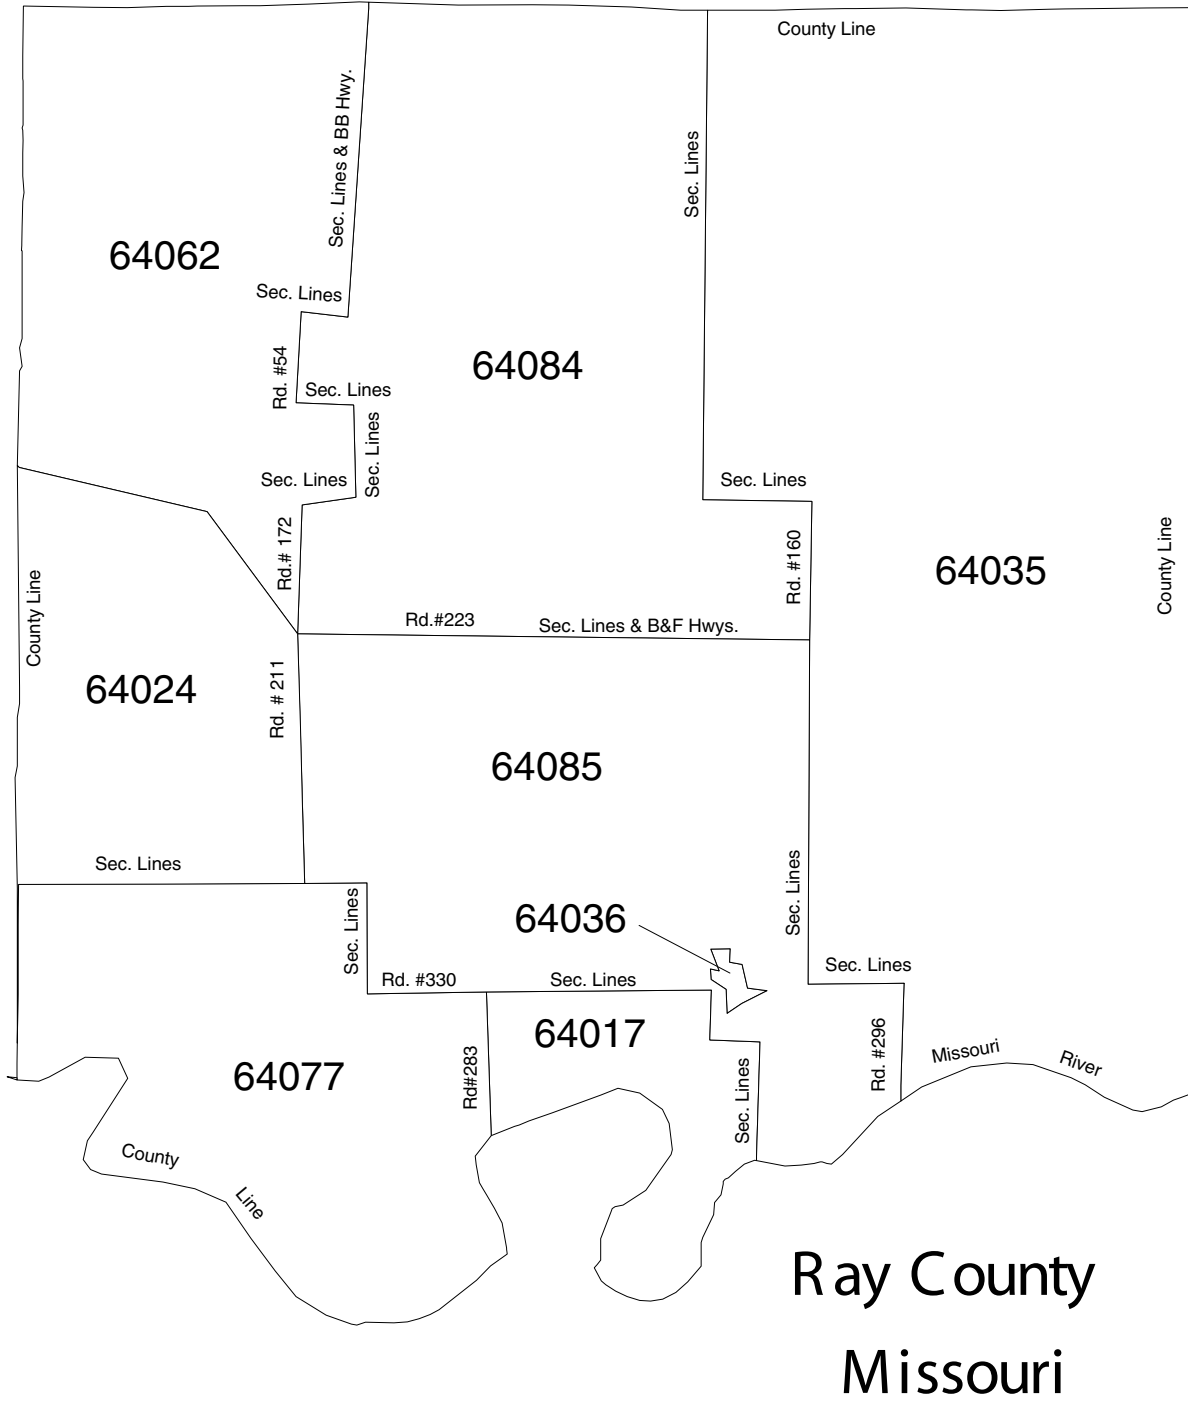 County Line
Sec. Lines & BB Hwy.
Sec. Lines
64062
Sec. Lines
64084
Rd. #54
Sec. Lines
Sec. Lines
Sec. Lines
Sec. Lines
Rd.# 172
Rd. #160
64035
County Line
County Line
Rd.#223
Sec. Lines & B&F Hwys.
64024
Rd. # 211
64085
Sec. Lines
Sec. Lines
Sec. Lines
64036
Sec. Lines
Rd. #330
Sec. Lines
64017
64077
Rd#283
Rd. #296
Missouri
River
Sec. Lines
County
Line
Ray County
Missouri